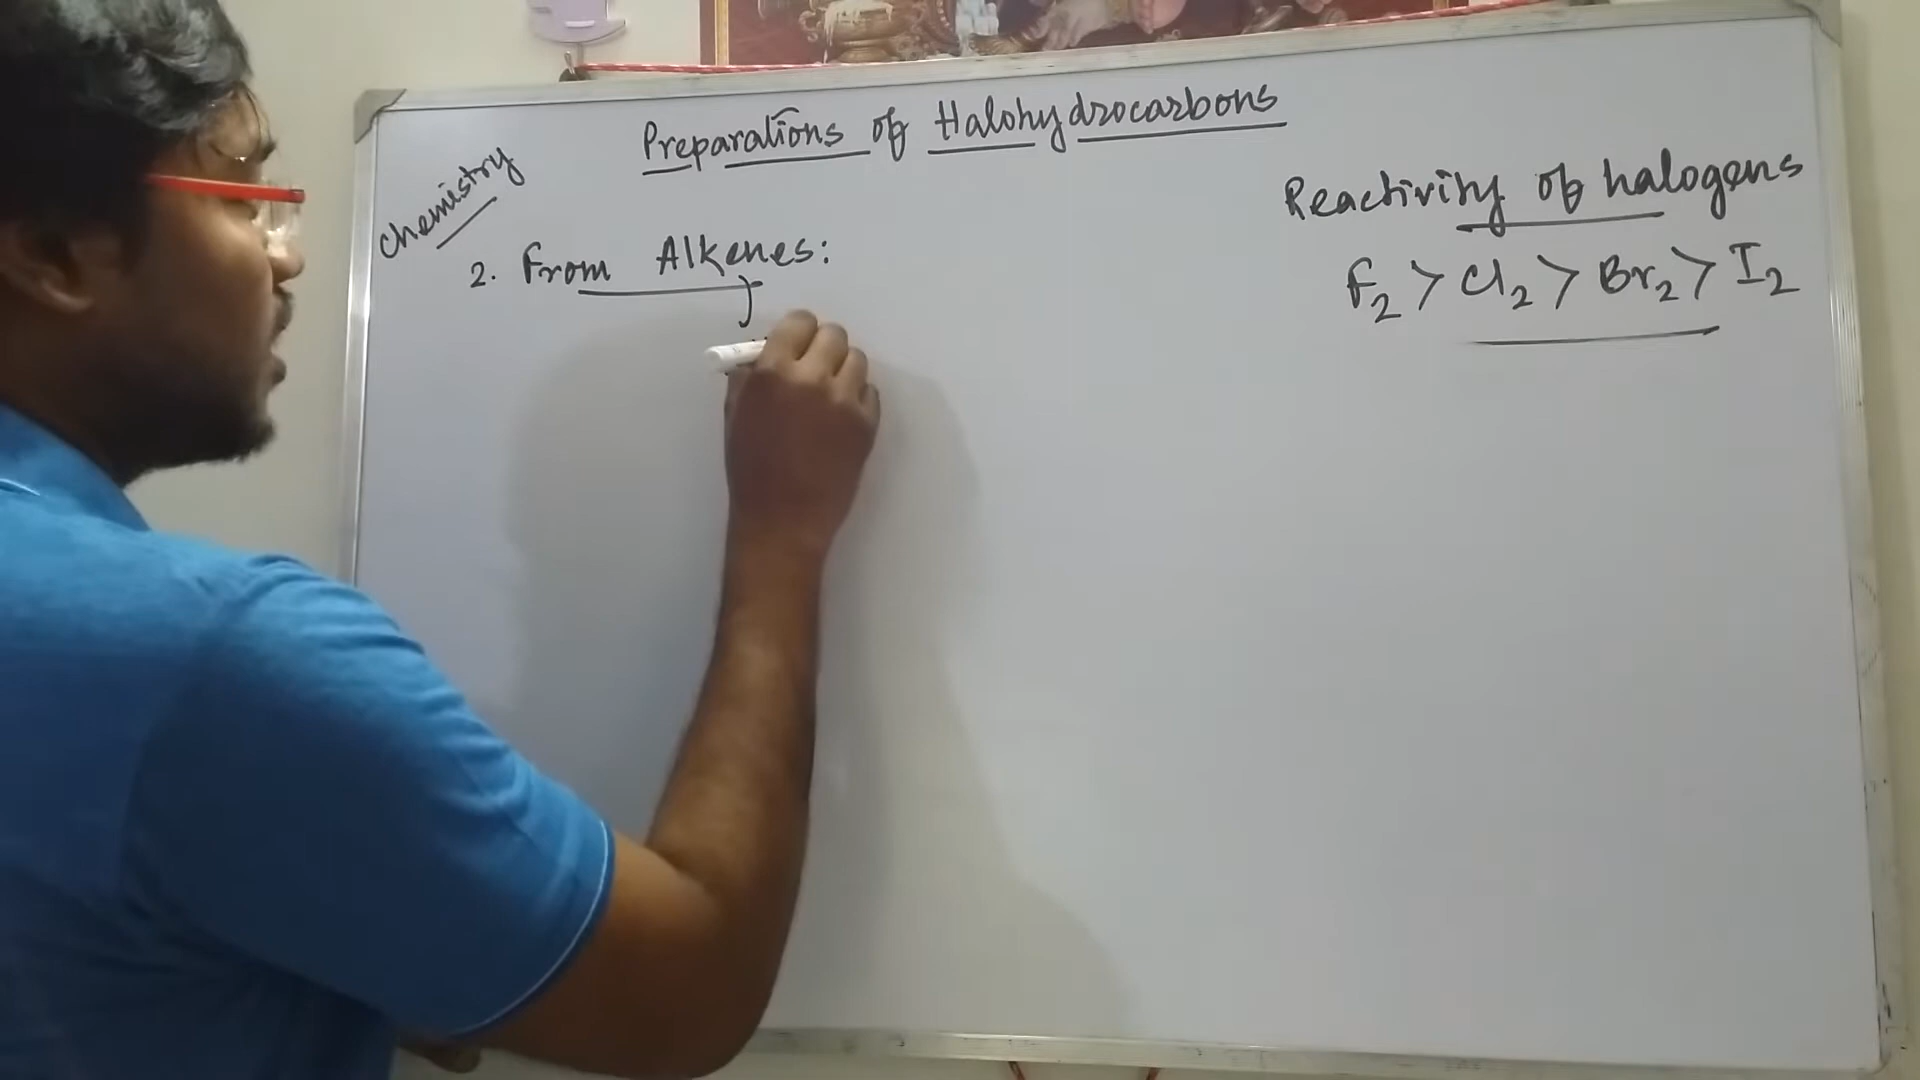 Preparations of Halohydrocarbons
Chemistry
Reactivity of halogens
2. From Alkenes:
F2 > Cl2 > Br2 > I2